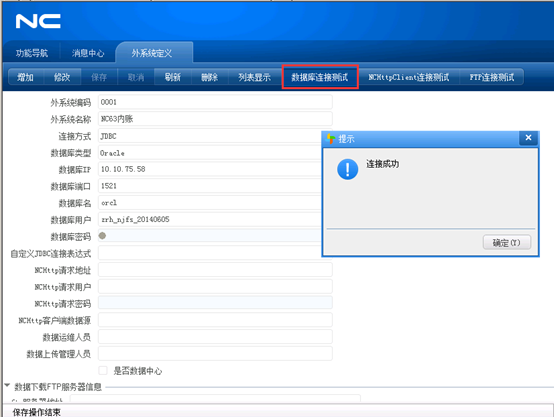 NC
功能导航 消息中心 外系统定义
增加 修改 保存 取消 刷新 删除 列表显示 数据库连接测试 NCHttpClient连接测试 FTP连接测试
外系统编码 0001
外系统名称 NC63内账
连接方式 JDBC
数据库类型 Oracle
数据库IP 10.10.75.58
数据库端口 1521
数据库名 orcl
数据库用户 zrh_njfs_20140605
数据库密码
自定义JDBC连接表达式
NCHttp请求地址
NCHttp请求用户
NCHttp请求密码
NCHttp客户端数据源
数据运维人员
数据上传管理人员
是否数据中心
数据下载FTP服务器信息
保存操作结束
提示
连接成功
确定(Y)